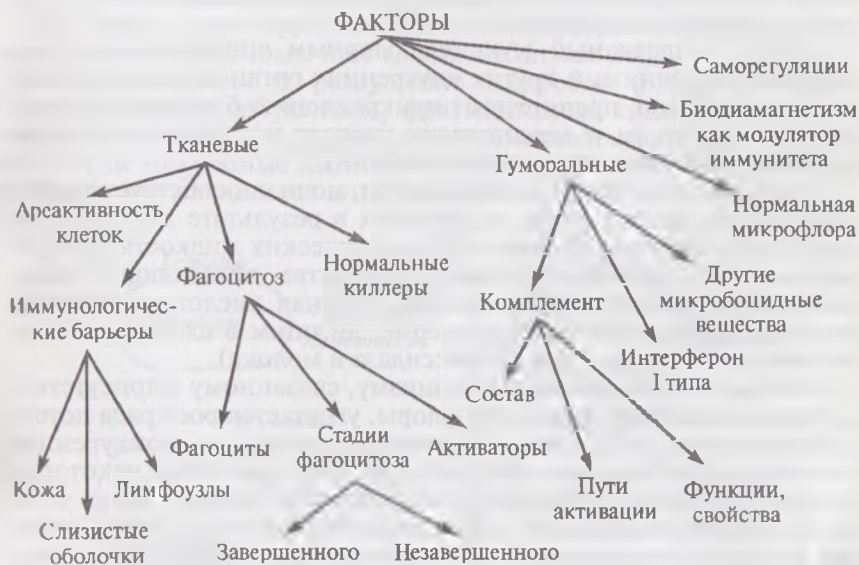 ФАКТОРЫ
Саморегуляции
Биодиамагнетизм
как модулятор
иммунитета
Тканевые
Гуморальные
Нормальная
микрофлора
Ареактивность
клеток
Фагоцитоз
Нормальные
киллеры
Другие
микробоцидные
вещества
Иммунологичес-
кие барьеры
Комплемент
Интерферон
I типа
Состав
Фагоциты
Стадии
фагоцитоза
Активаторы
Кожа
Лимфоузлы
Пути
активации
Функции,
свойства
Слизистые
оболочки
Завершенного
Незавершенного